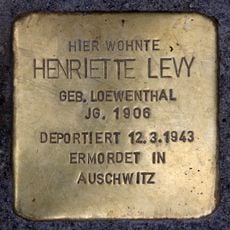 HIER WOHNTE
HENRIETTE LEVY
GEB. LOEWENTHAL
JG. 1906
DEPORTIERT 12.3.1943
ERMORDET IN
AUSCHWITZ